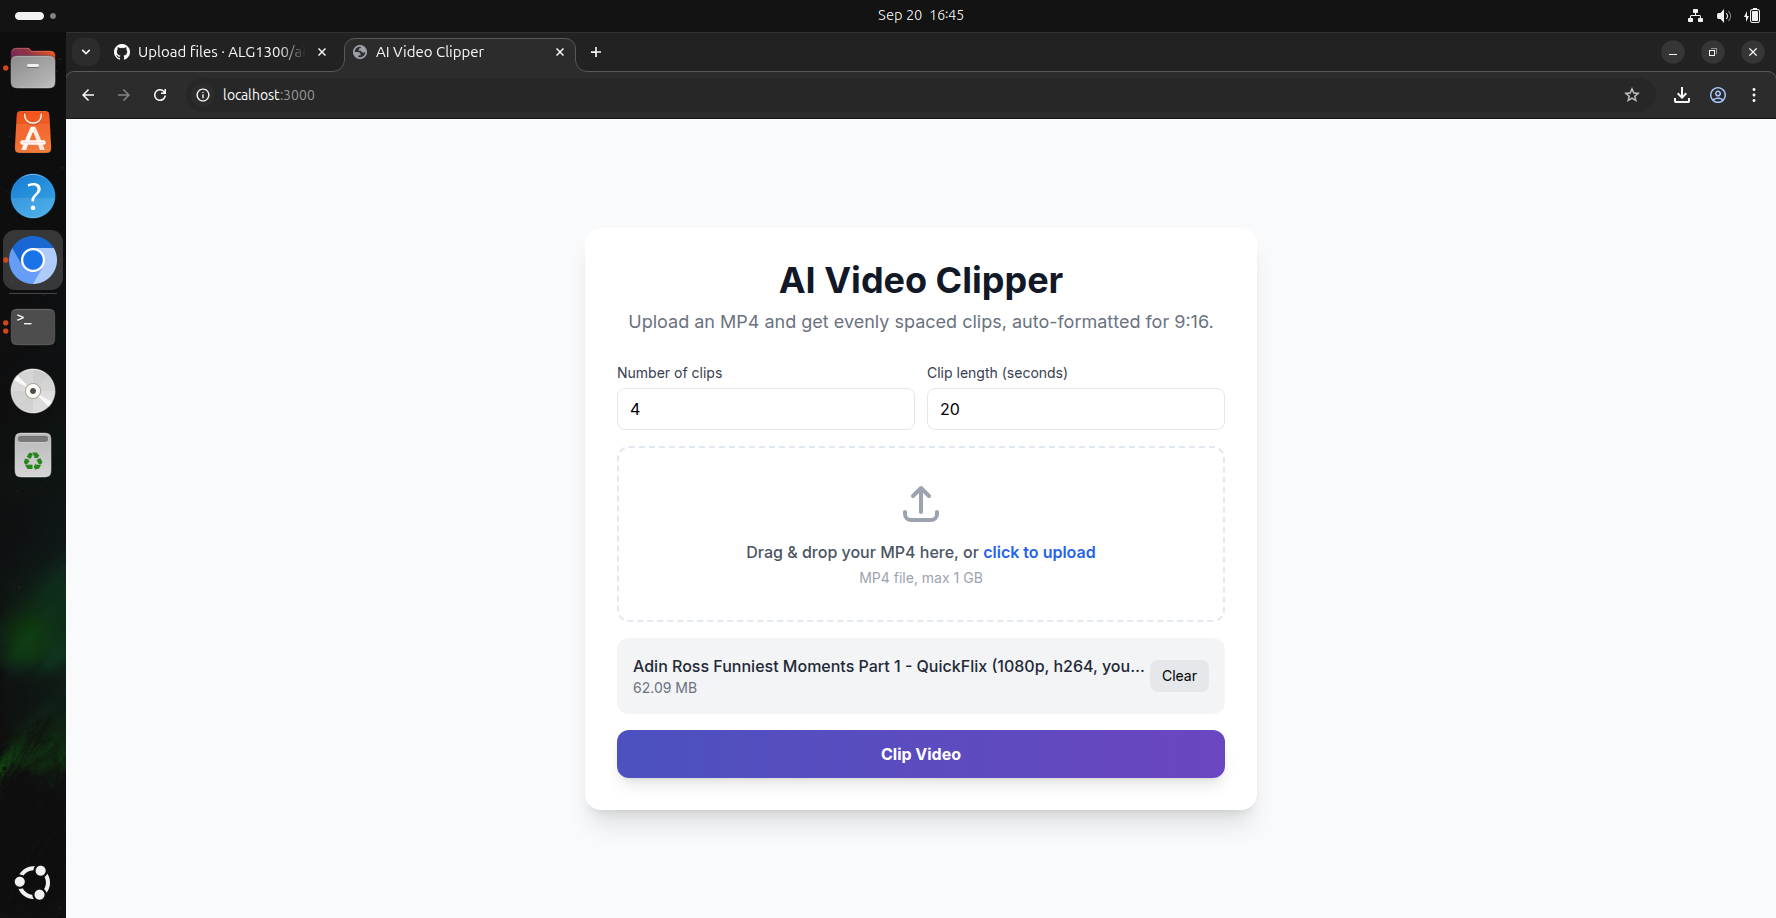 Sep 20 16:45
Upload files · ALG1300/a
AI Video Clipper
localhost:3000
AI Video Clipper
Upload an MP4 and get evenly spaced clips, auto-formatted for 9:16.
Number of clips
Clip length (seconds)
4
20
Drag & drop your MP4 here, or click to upload
MP4 file, max 1 GB
Adin Ross Funniest Moments Part 1 - QuickFlix (1080p, h264, you...
62.09 MB
Clear
Clip Video